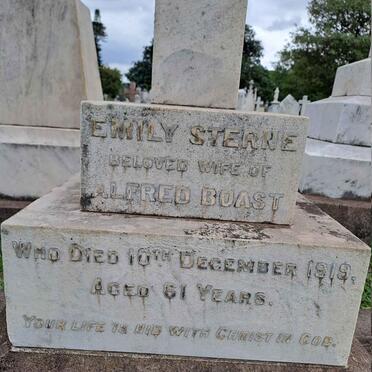 EMILY STERNE
BELOVED WIFE OF
ALFRED BOAST
WHO DIED 10TH DECEMBER 1919,
AGED 61 YEARS.
YOUR LIFE IS HID WITH CHRIST IN GOD.